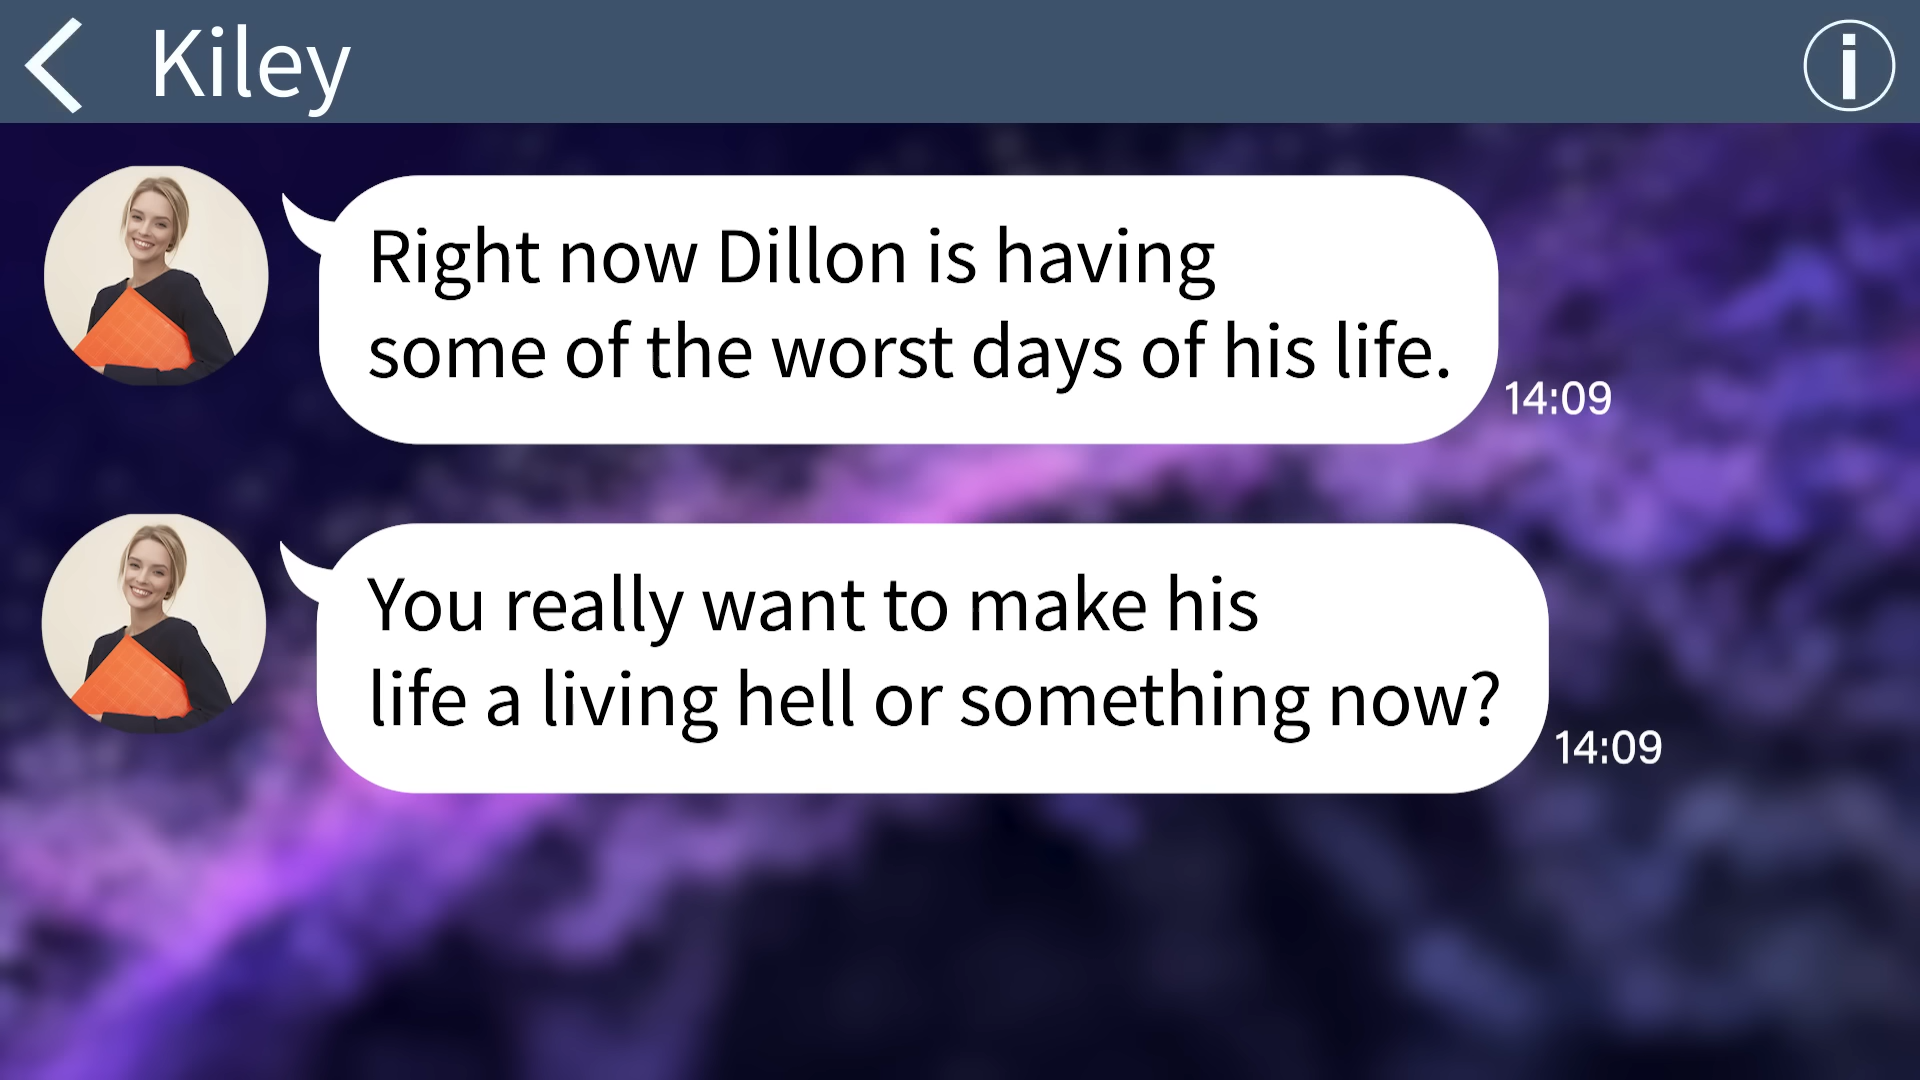 Kiley
Right now Dillon is having
some of the worst days of his life.
14:09
You really want to make his
life a living hell or something now?
14:09